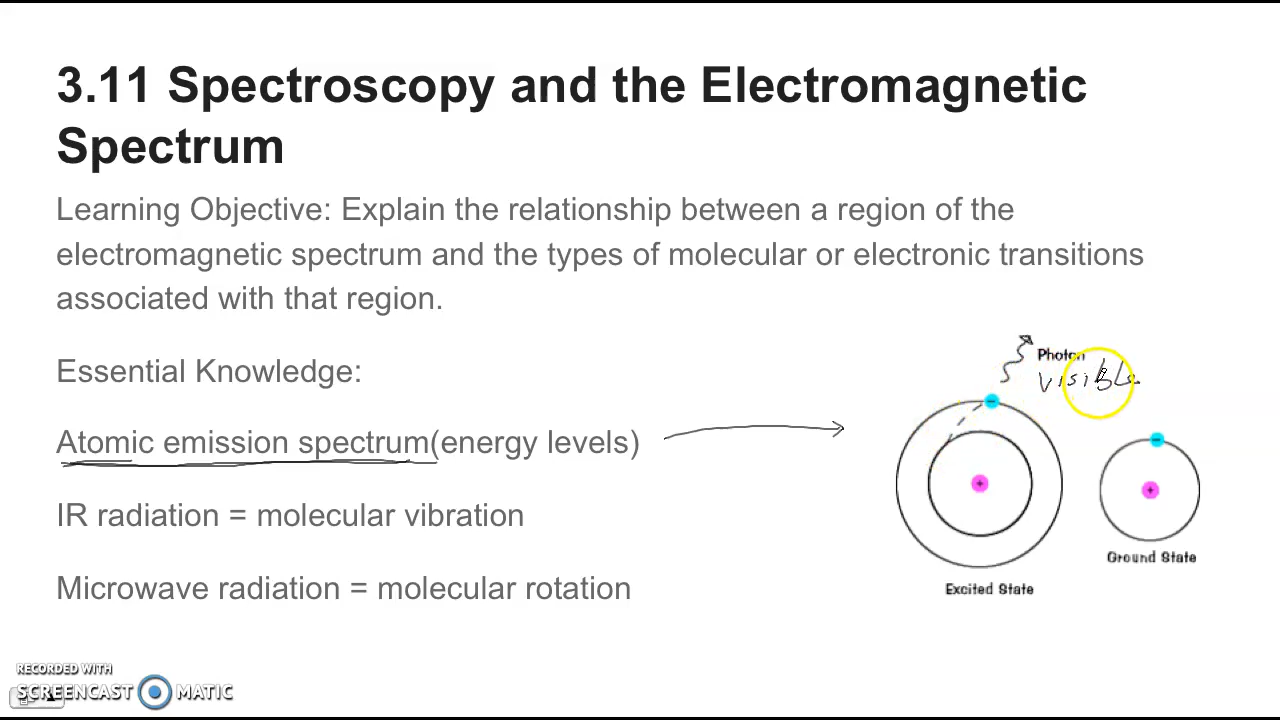 3.11 Spectroscopy and the Electromagnetic
Spectrum
Learning Objective: Explain the relationship between a region of the
electromagnetic spectrum and the types of molecular or electronic transitions
associated with that region.
Essential Knowledge:
Atomic emission spectrum(energy levels)
IR radiation = molecular vibration
Microwave radiation = molecular rotation
Photon
visible
−
+
Excited State
−
+
Ground State
RECORDED WITH
SCREENCAST MATIC